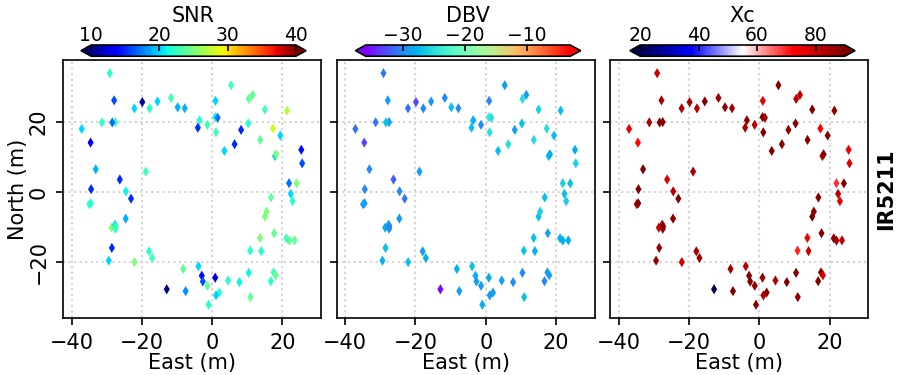 SNR DBV Xc
10 20 30 40 −30 −20 −10 20 40 60 80
North (m)
20
0
−20
−40 −20 0 20 −40 −20 0 20 −40 −20 0 20
East (m) East (m) East (m)
IR5211